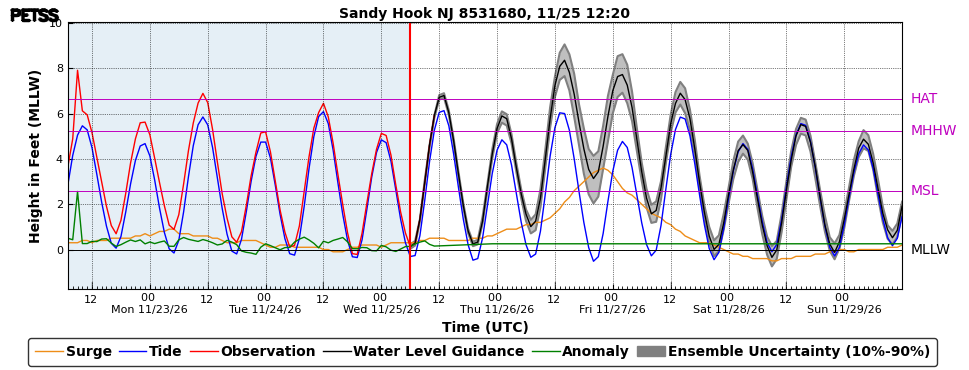 PETSS
Sandy Hook NJ 8531680, 11/25 12:20
Height in Feet (MLLW)
10
8
6
4
2
0
HAT
MHHW
MSL
MLLW
12 00 12 00 12 00 12 00 12 00 12 00 12 00
Mon 11/23/26 Tue 11/24/26 Wed 11/25/26 Thu 11/26/26 Fri 11/27/26 Sat 11/28/26 Sun 11/29/26
Time (UTC)
Surge Tide Observation Water Level Guidance Anomaly Ensemble Uncertainty (10%-90%)